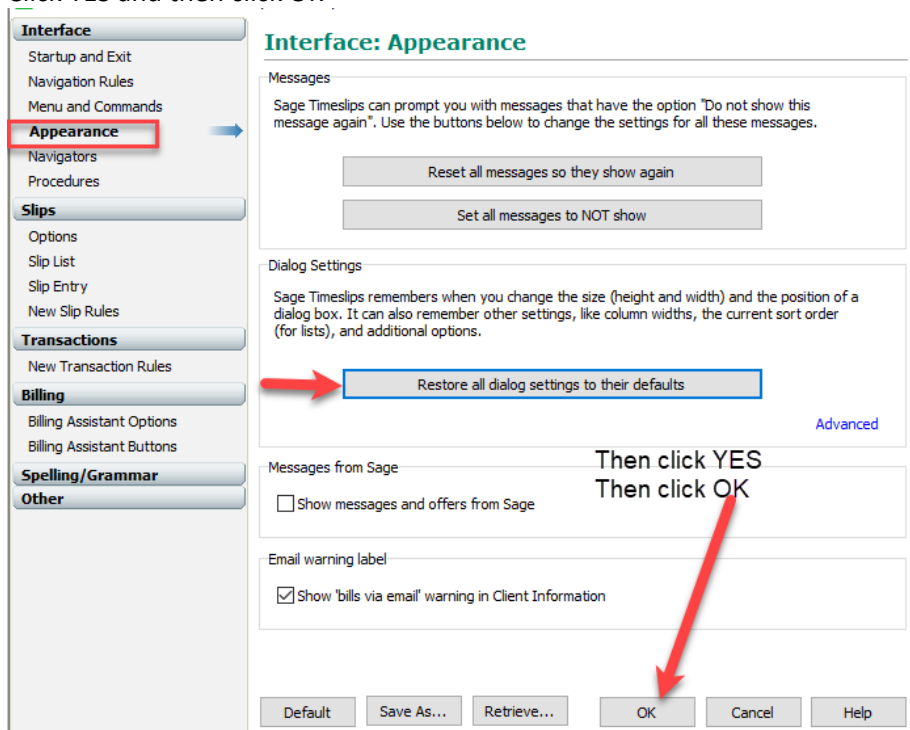 Click YES and then click OK
Interface
Startup and Exit
Navigation Rules
Menu and Commands
Appearance
Navigators
Procedures
Slips
Options
Slip List
Slip Entry
New Slip Rules
Transactions
New Transaction Rules
Billing
Billing Assistant Options
Billing Assistant Buttons
Spelling/Grammar
Other
Interface: Appearance
Messages
Sage Timeslips can prompt you with messages that have the option "Do not show this
message again". Use the buttons below to change the settings for all these messages.
Reset all messages so they show again
Set all messages to NOT show
Dialog Settings
Sage Timeslips remembers when you change the size (height and width) and the position of a
dialog box. It can also remember other settings, like column widths, the current sort order
(for lists), and additional options.
Restore all dialog settings to their defaults
Advanced
Messages from Sage
Then click YES
Then click OK
Show messages and offers from Sage
Email warning label
Show 'bills via email' warning in Client Information
Default Save As... Retrieve... OK Cancel Help